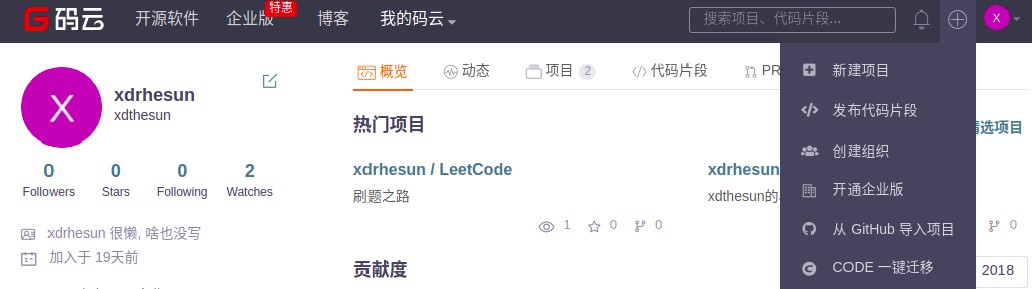 码云 开源软件 企业版 特惠 博客 我的码云 搜索项目、代码片段... X
概览 动态 项目 2 代码片段 PR
新建项目
X
xdrhesun
xdthesun
发布代码片段
热门项目
精选项目
创建组织
0 0 0 2
Followers Stars Following Watches
xdrhesun / LeetCode
刷题之路
1 0 0
xdrhesun
xdthesun的
0
开通企业版
从 GitHub 导入项目
CODE 一键迁移
xdrhesun 很懒, 啥也没写
加入于 19天前
贡献度
2018